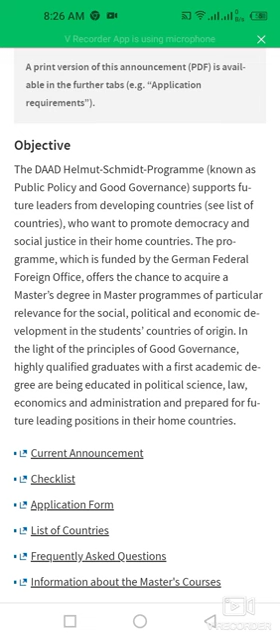 8:26 AM
V Recorder App is using microphone
A print version of this announcement (PDF) is avail-
able in the further tabs (e.g. “Application
requirements”).
Objective
The DAAD Helmut-Schmidt-Programme (known as
Public Policy and Good Governance) supports fu-
ture leaders from developing countries (see list of
countries), who want to promote democracy and
social justice in their home countries. The pro-
gramme, which is funded by the German Federal
Foreign Office, offers the chance to acquire a
Master’s degree in Master programmes of particular
relevance for the social, political and economic de-
velopment in the students’ countries of origin. In
the light of the principles of Good Governance,
highly qualified graduates with a first academic de-
gree are being educated in political science, law,
economics and administration and prepared for fu-
ture leading positions in their home countries.
Current Announcement
Checklist
Application Form
List of Countries
Frequently Asked Questions
Information about the Master's Courses
VRECORDER